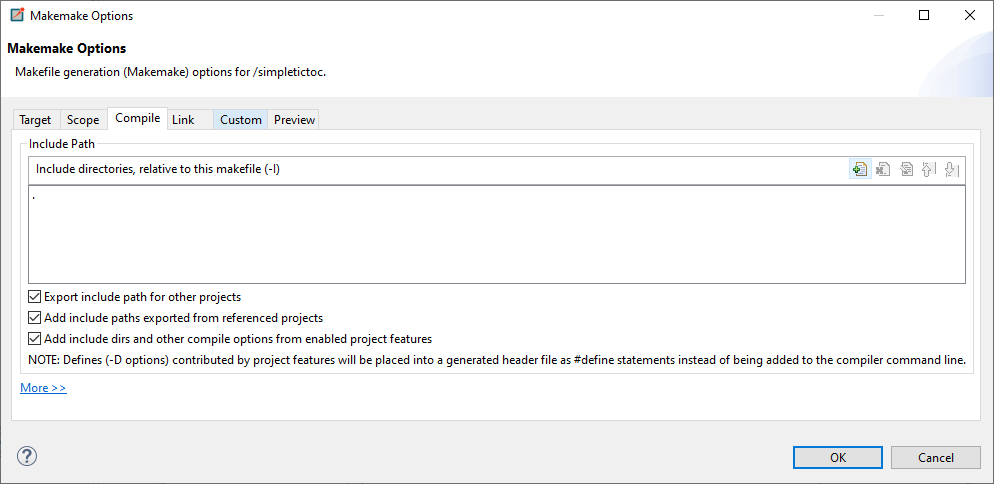 Makemake Options
Makemake Options
Makefile generation (Makemake) options for /simpletictoc.
Target Scope Compile Link Custom Preview
Include Path
Include directories, relative to this makefile (-I)
.
Export include path for other projects
Add include paths exported from referenced projects
Add include dirs and other compile options from enabled project features
NOTE: Defines (-D options) contributed by project features will be placed into a generated header file as #define statements instead of being added to the compiler command line.
More >>
? OK Cancel